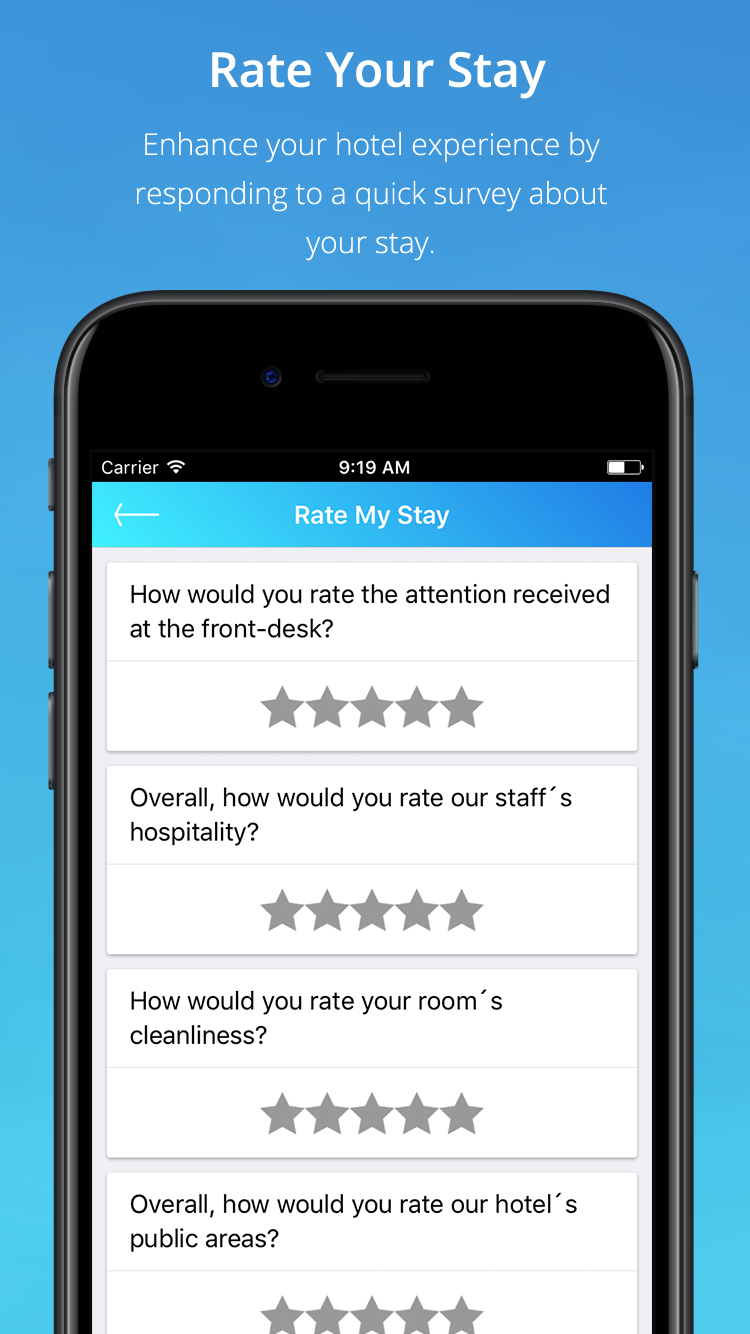 Rate Your Stay
Enhance your hotel experience by
responding to a quick survey about
your stay.
Carrier 9:19 AM
Rate My Stay
How would you rate the attention received
at the front-desk?
Overall, how would you rate our staff´s
hospitality?
How would you rate your room´s
cleanliness?
Overall, how would you rate our hotel´s
public areas?